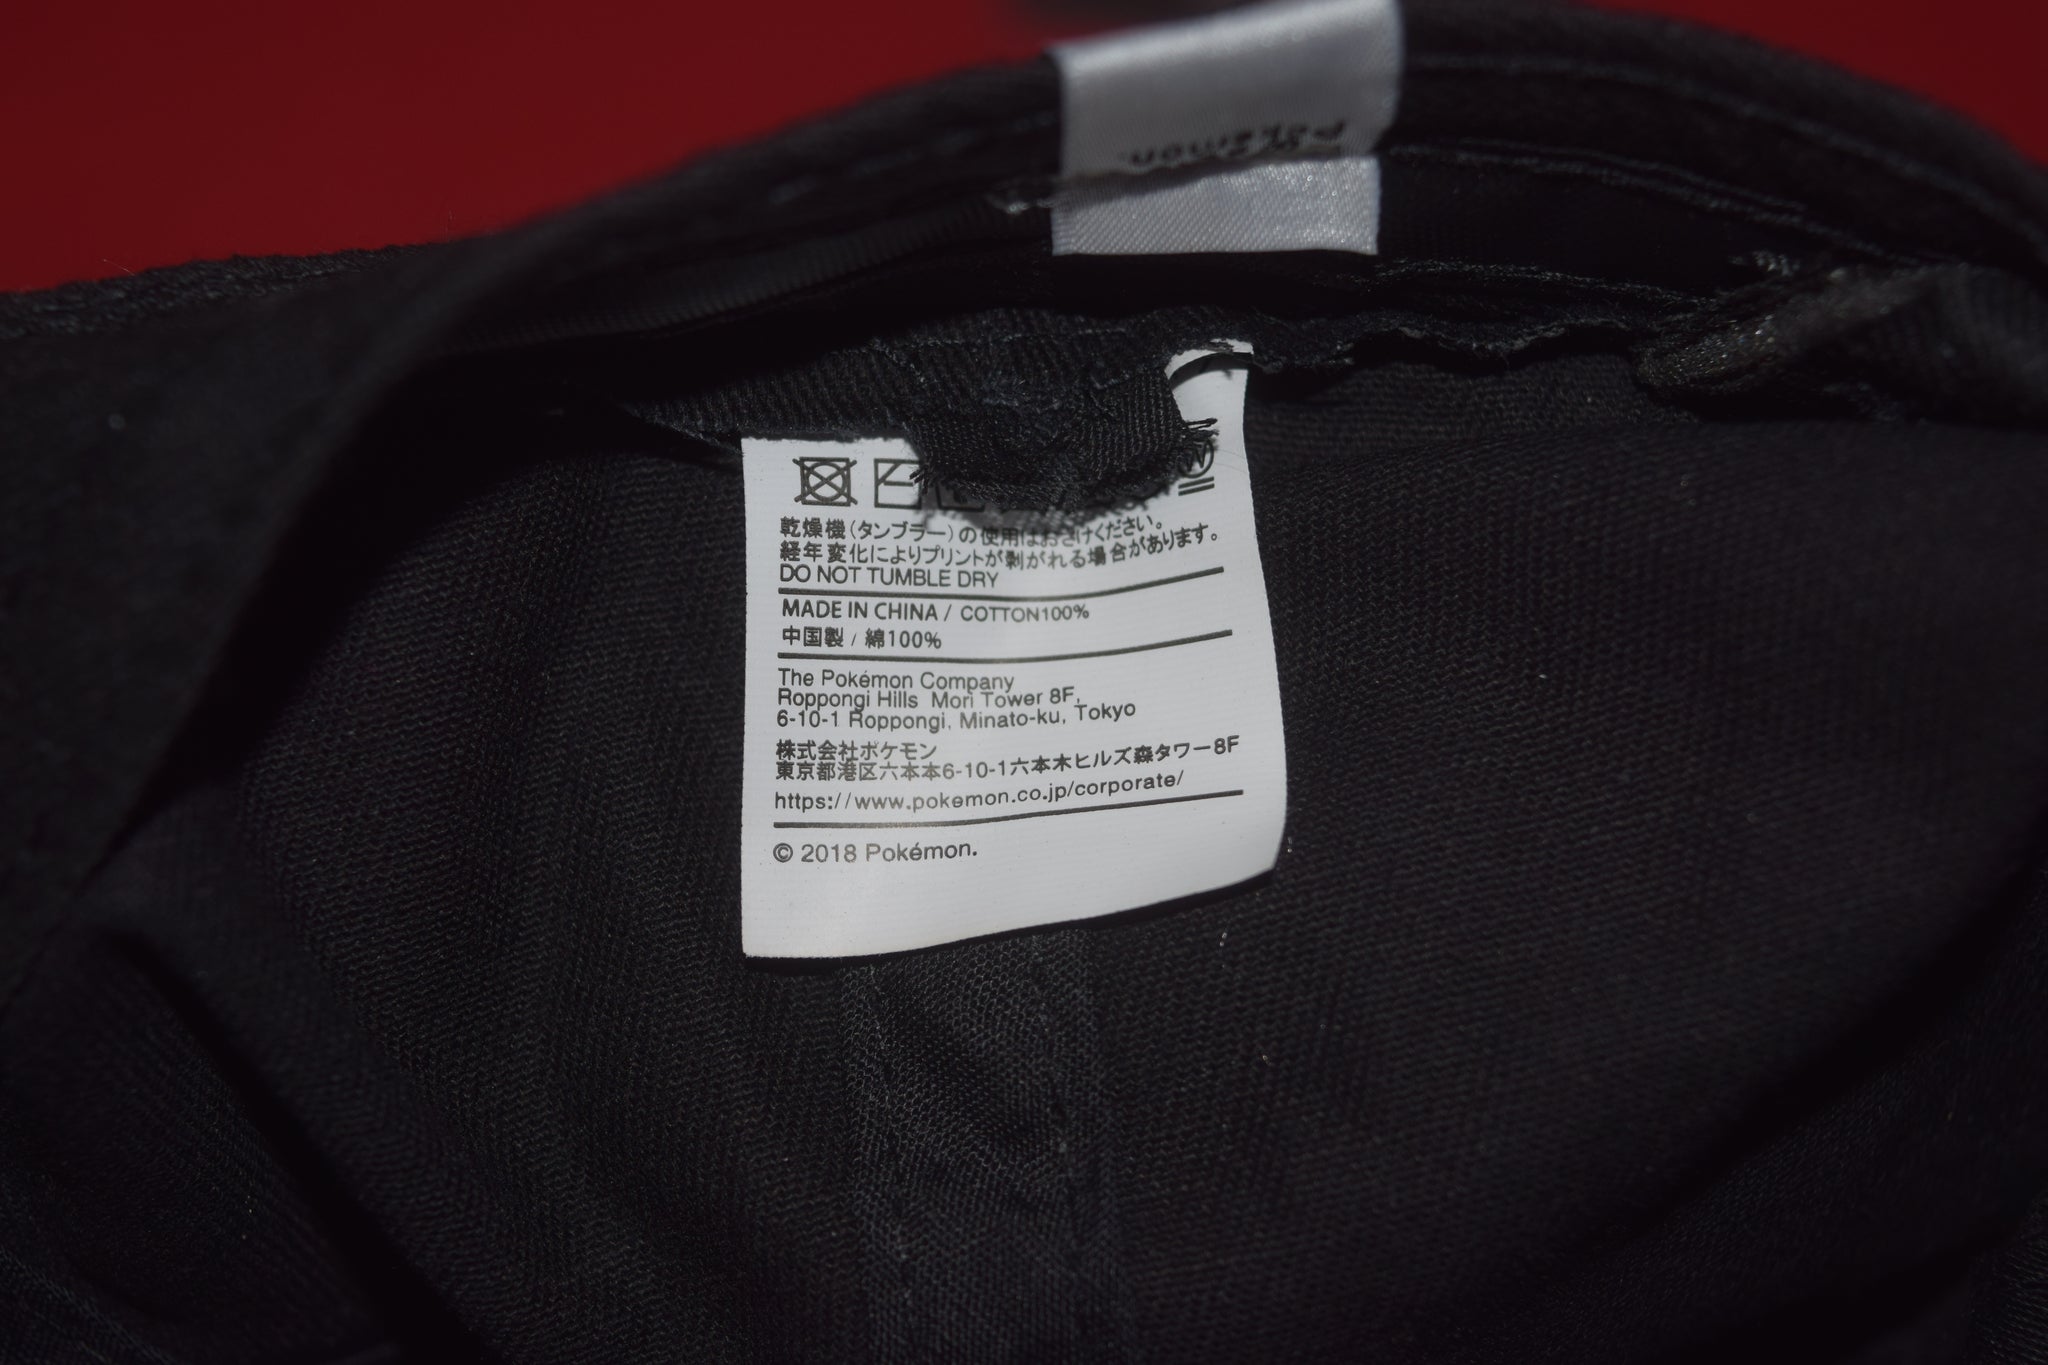 Pokémon.
乾燥機(タンブラー)の使用はおさけください。
経年変化によりプリントが剥がれる場合があります。
DO NOT TUMBLE DRY
MADE IN CHINA / COTTON100%
中国製 / 綿100%
The Pokémon Company
Roppongi Hills Mori Tower 8F,
6-10-1 Roppongi, Minato-ku, Tokyo
株式会社ポケモン
東京都港区六本木6-10-1六本木ヒルズ森タワー8F
https://www.pokemon.co.jp/corporate/
© 2018 Pokémon.